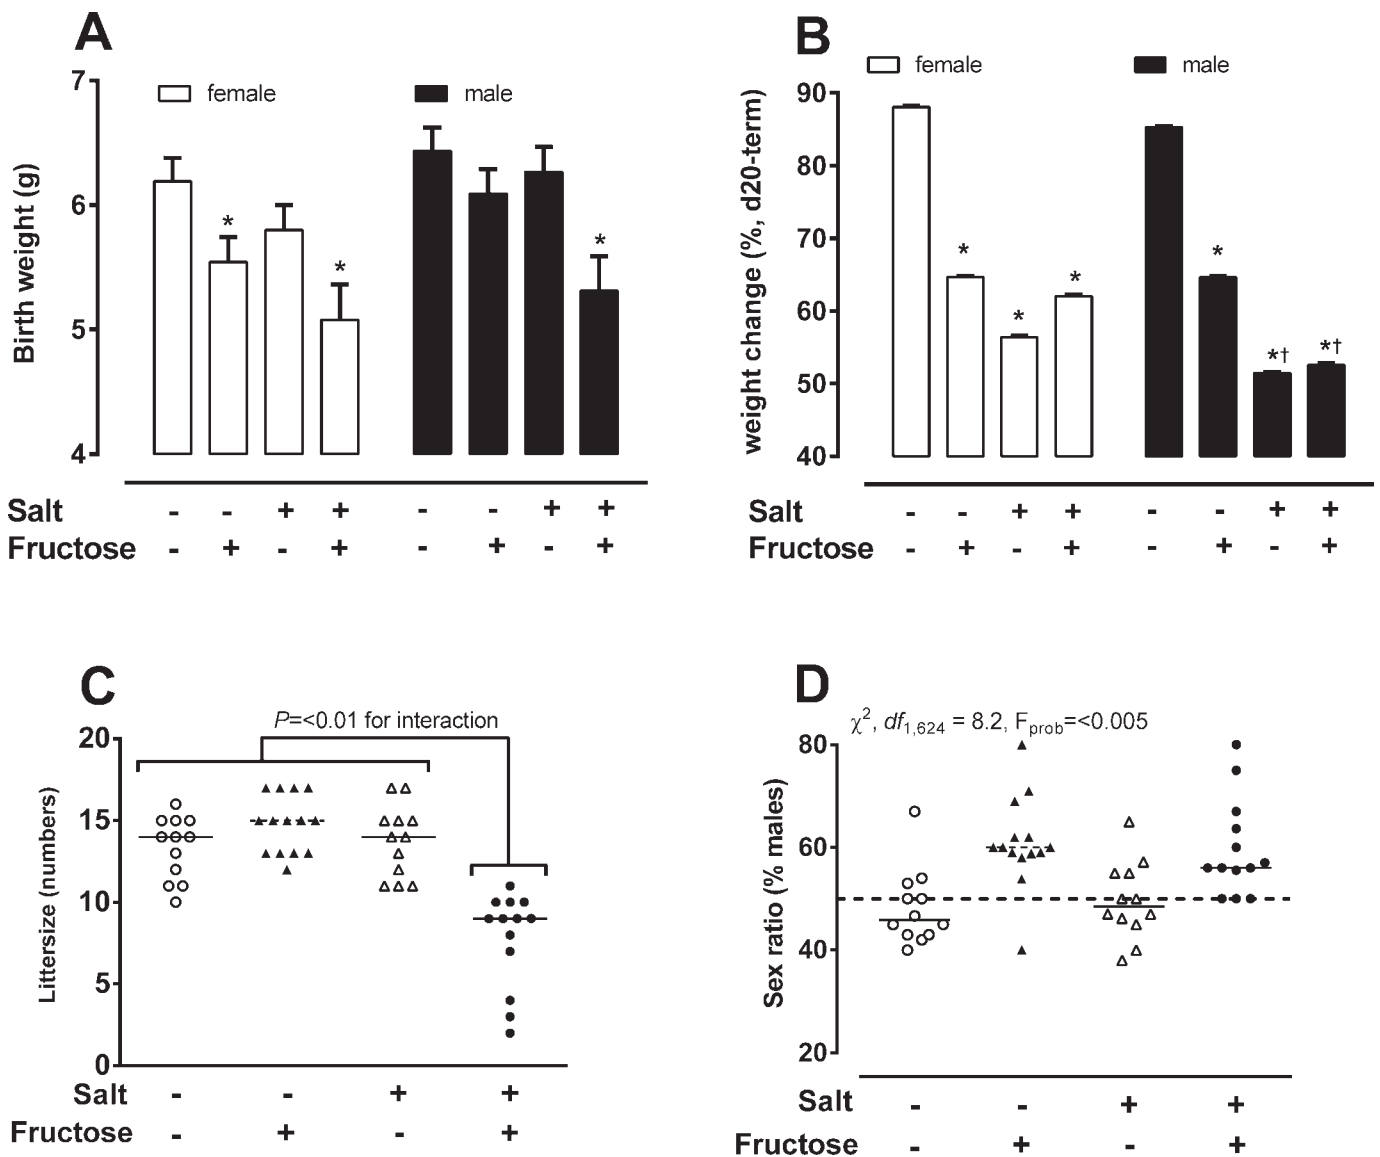 A
7
female
male
6
Birth weight (g)
*
*
*
5
4
Salt - - + + - - + +
Fructose - + - + - + - +
B
female
male
90
80
70
60
50
40
weight change (%, d20-term)
*
*
*
*
*†
*†
Salt - - + + - - + +
Fructose - + - + - + - +
C
P=<0.01 for interaction
20
15
10
5
0
Littersize (numbers)
Salt - - + +
Fructose - + - +
D
χ², df₁,₆₂₄ = 8.2, Fprob=<0.005
80
60
40
20
Sex ratio (% males)
Salt - - + +
Fructose - + - +